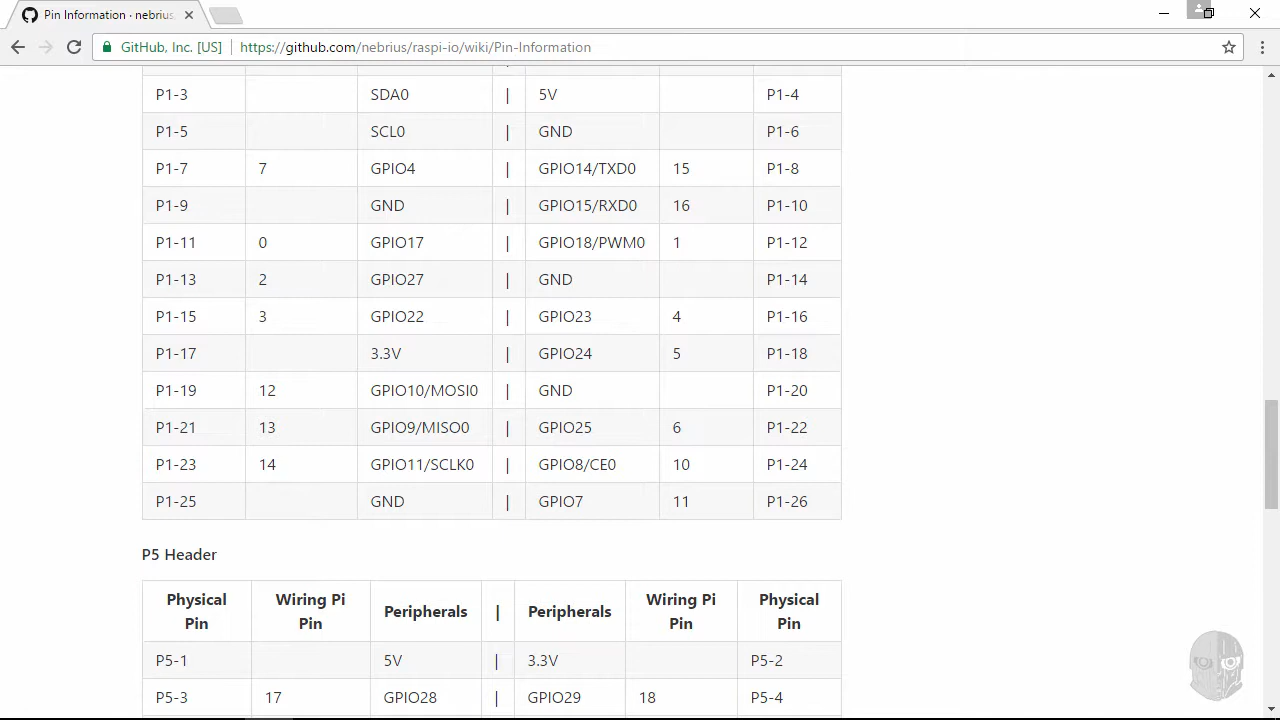 Pin Information · nebrius
GitHub, Inc. [US] https://github.com/nebrius/raspi-io/wiki/Pin-Information
P1-3 SDA0 | 5V P1-4
P1-5 SCL0 | GND P1-6
P1-7 7 GPIO4 | GPIO14/TXD0 15 P1-8
P1-9 GND | GPIO15/RXD0 16 P1-10
P1-11 0 GPIO17 | GPIO18/PWM0 1 P1-12
P1-13 2 GPIO27 | GND P1-14
P1-15 3 GPIO22 | GPIO23 4 P1-16
P1-17 3.3V | GPIO24 5 P1-18
P1-19 12 GPIO10/MOSI0 | GND P1-20
P1-21 13 GPIO9/MISO0 | GPIO25 6 P1-22
P1-23 14 GPIO11/SCLK0 | GPIO8/CE0 10 P1-24
P1-25 GND | GPIO7 11 P1-26
P5 Header
Physical Pin Wiring Pi Pin Peripherals | Peripherals Wiring Pi Pin Physical Pin
P5-1 5V | 3.3V P5-2
P5-3 17 GPIO28 | GPIO29 18 P5-4